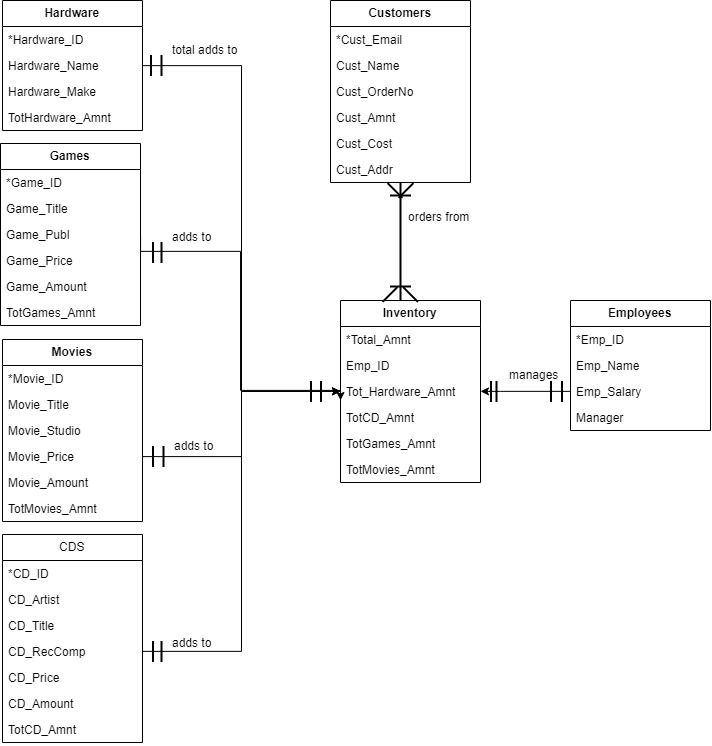 Hardware
*Hardware_ID
Hardware_Name
Hardware_Make
TotHardware_Amnt
total adds to
Customers
*Cust_Email
Cust_Name
Cust_OrderNo
Cust_Amnt
Cust_Cost
Cust_Addr
orders from
Games
*Game_ID
Game_Title
Game_Publ
Game_Price
Game_Amount
TotGames_Amnt
adds to
Inventory
*Total_Amnt
Emp_ID
Tot_Hardware_Amnt
TotCD_Amnt
TotGames_Amnt
TotMovies_Amnt
manages
Employees
*Emp_ID
Emp_Name
Emp_Salary
Manager
Movies
*Movie_ID
Movie_Title
Movie_Studio
Movie_Price
Movie_Amount
TotMovies_Amnt
adds to
CDS
*CD_ID
CD_Artist
CD_Title
CD_RecComp
CD_Price
CD_Amount
TotCD_Amnt
adds to